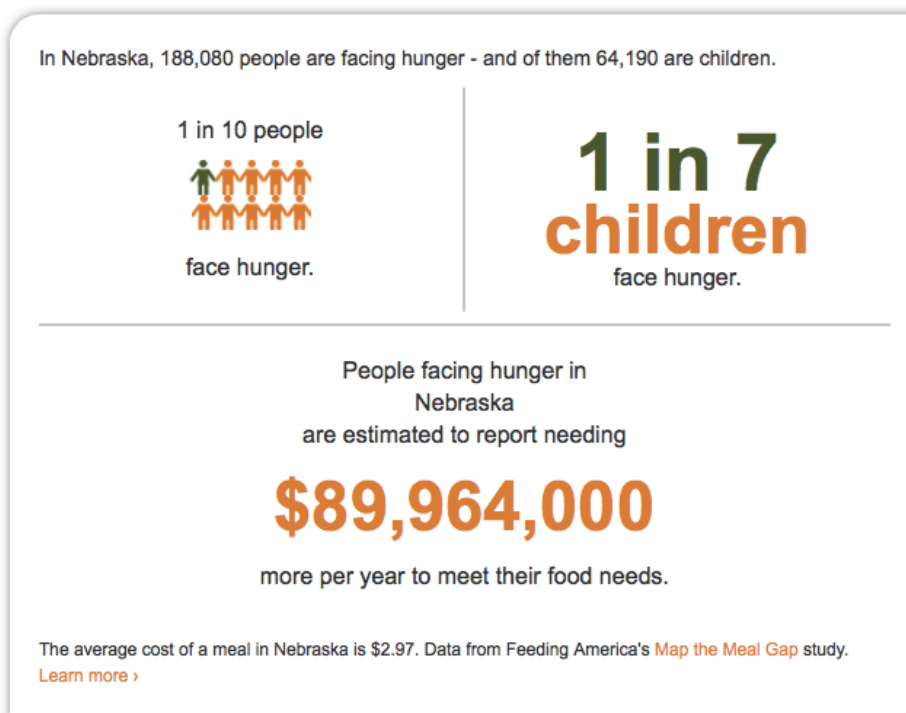 In Nebraska, 188,080 people are facing hunger - and of them 64,190 are children.
1 in 10 people
face hunger.
1 in 7
children
face hunger.
People facing hunger in
Nebraska
are estimated to report needing
$89,964,000
more per year to meet their food needs.
The average cost of a meal in Nebraska is $2.97. Data from Feeding America's Map the Meal Gap study.
Learn more ›